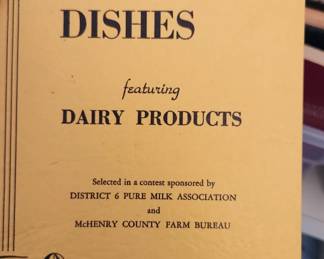 DISHES
featuring
DAIRY PRODUCTS
Selected in a contest sponsored by
DISTRICT 6 PURE MILK ASSOCIATION
and
McHENRY COUNTY FARM BUREAU